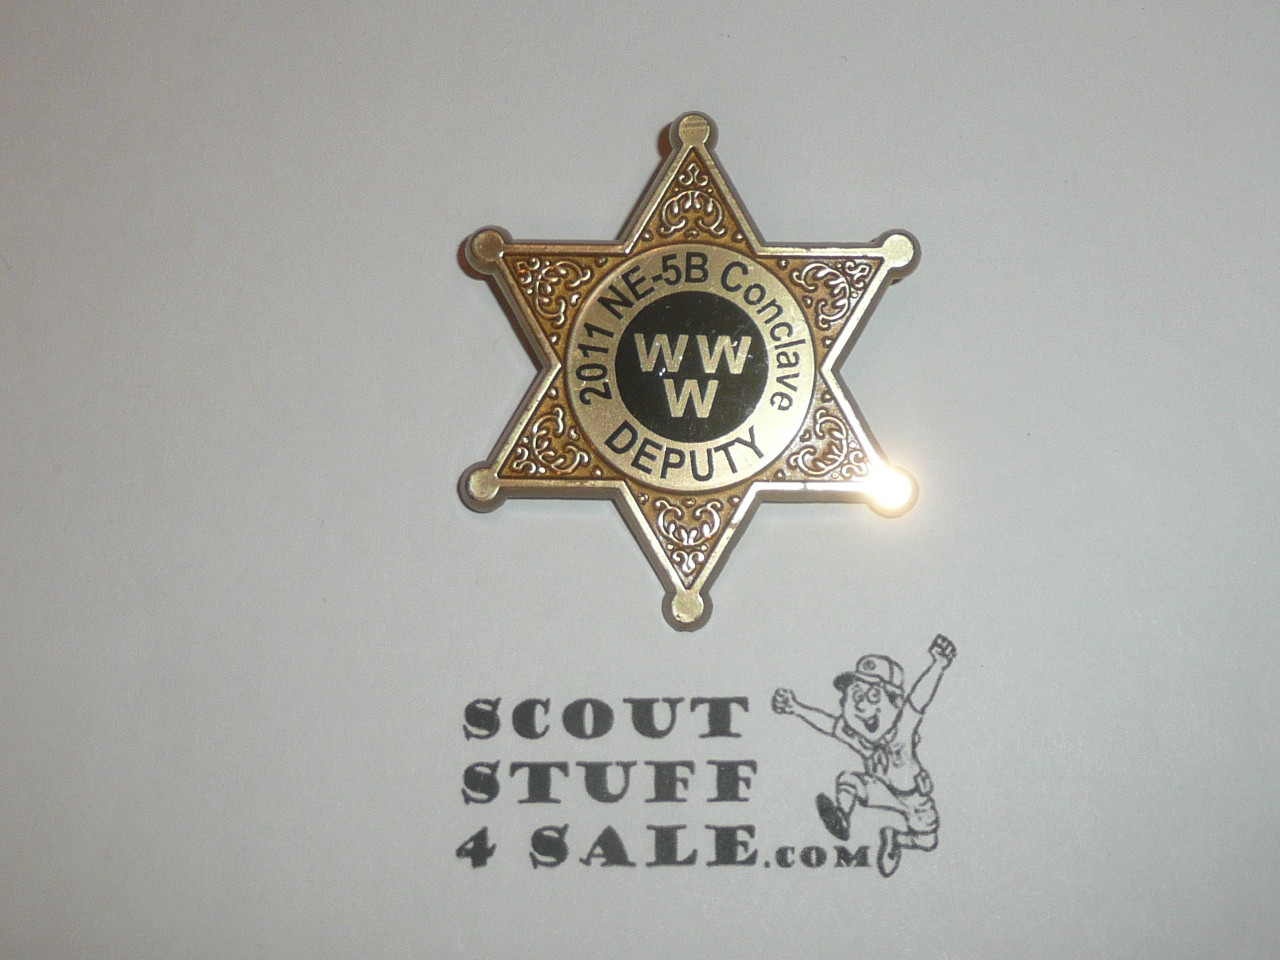 2011 NE-5B Conclave
WW
W
DEPUTY
SCOUT
STUFF
4 SALE.COM